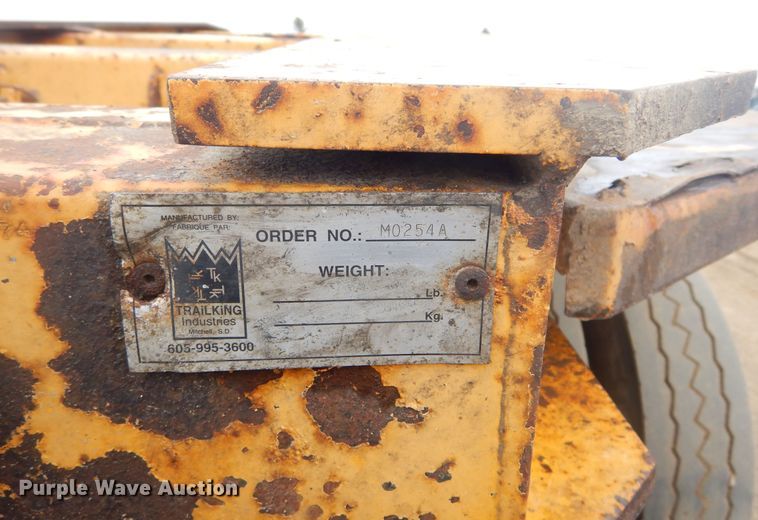 MANUFACTURED BY:
FABRIQUE PAR:
TK
TRAILKING
Industries
Mitchell, S.D.
605-995-3600
ORDER NO.: M0254A
WEIGHT:
Lb.
Kg.
Purple Wave Auction